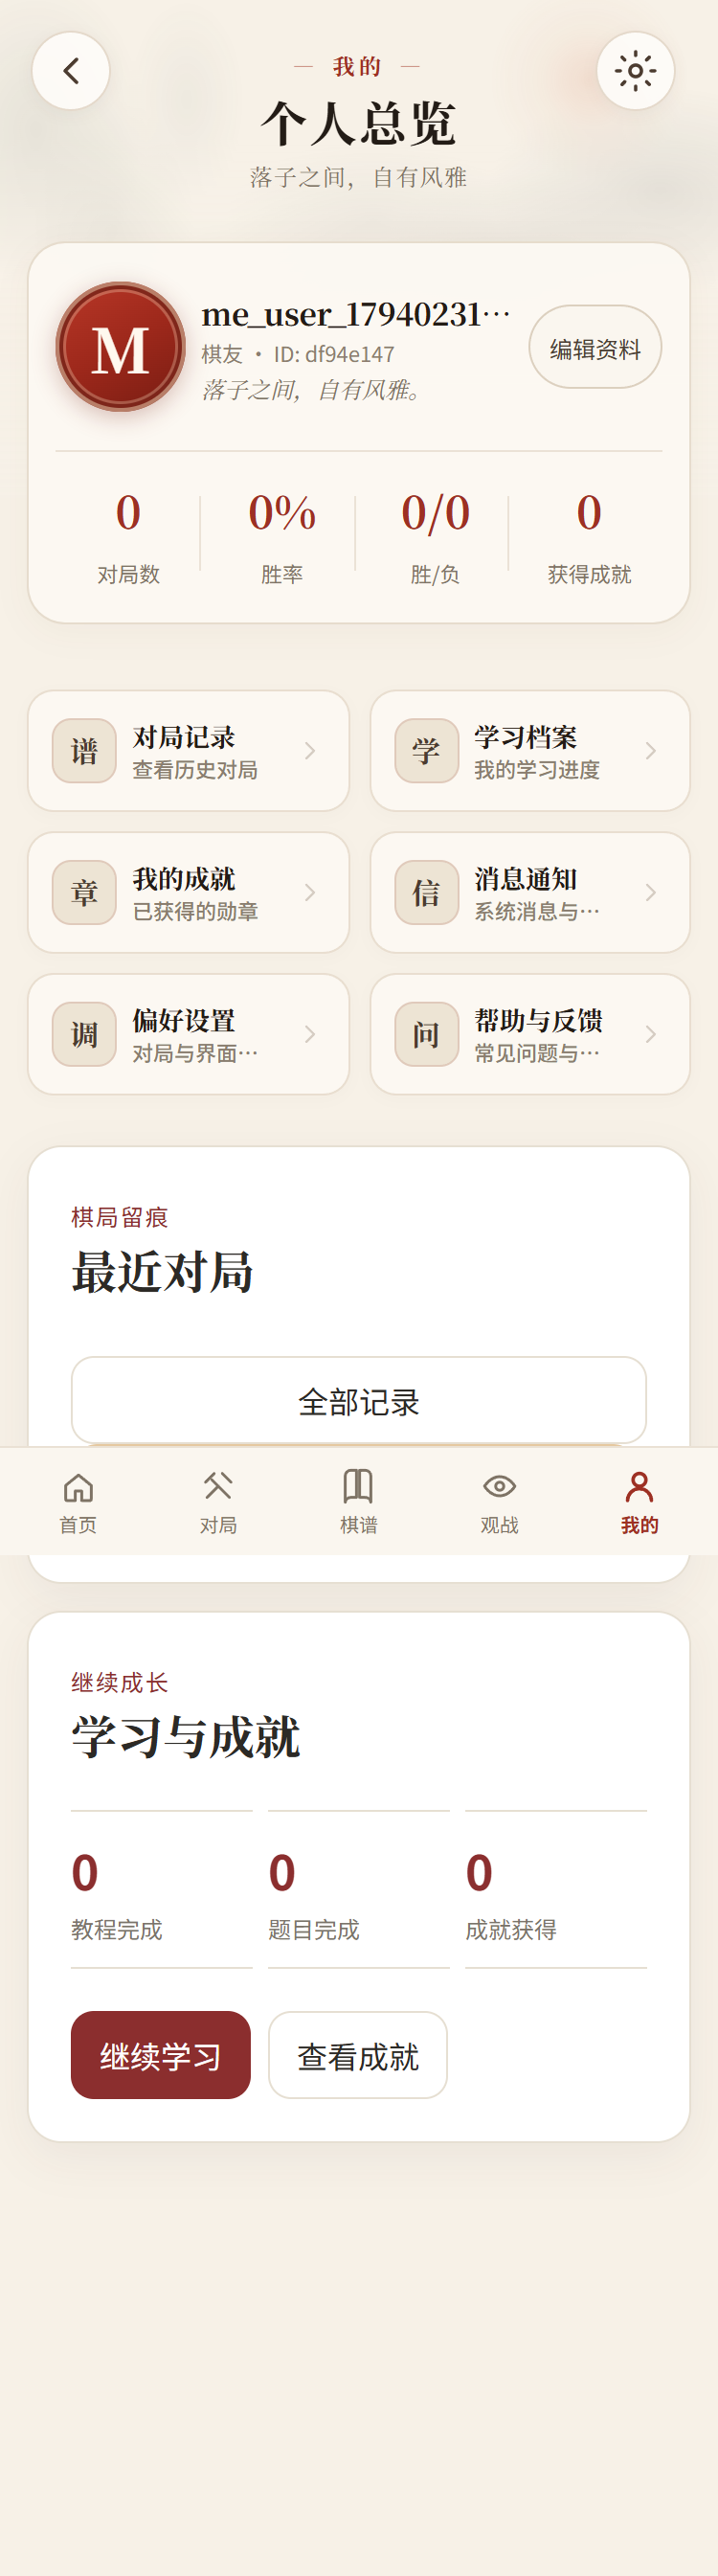 我的
个人总览
落子之间，自有风雅
M
me_user_17940231…
棋友 · ID: df94e147
落子之间，自有风雅。
编辑资料
0 0% 0/0 0
对局数 胜率 胜/负 获得成就
谱 对局记录
查看历史对局
学 学习档案
我的学习进度
章 我的成就
已获得的勋章
信 消息通知
系统消息与…
调 偏好设置
对局与界面…
问 帮助与反馈
常见问题与…
棋局留痕
最近对局
全部记录
首页 对局 棋谱 观战 我的
继续成长
学习与成就
0 0 0
教程完成 题目完成 成就获得
继续学习 查看成就